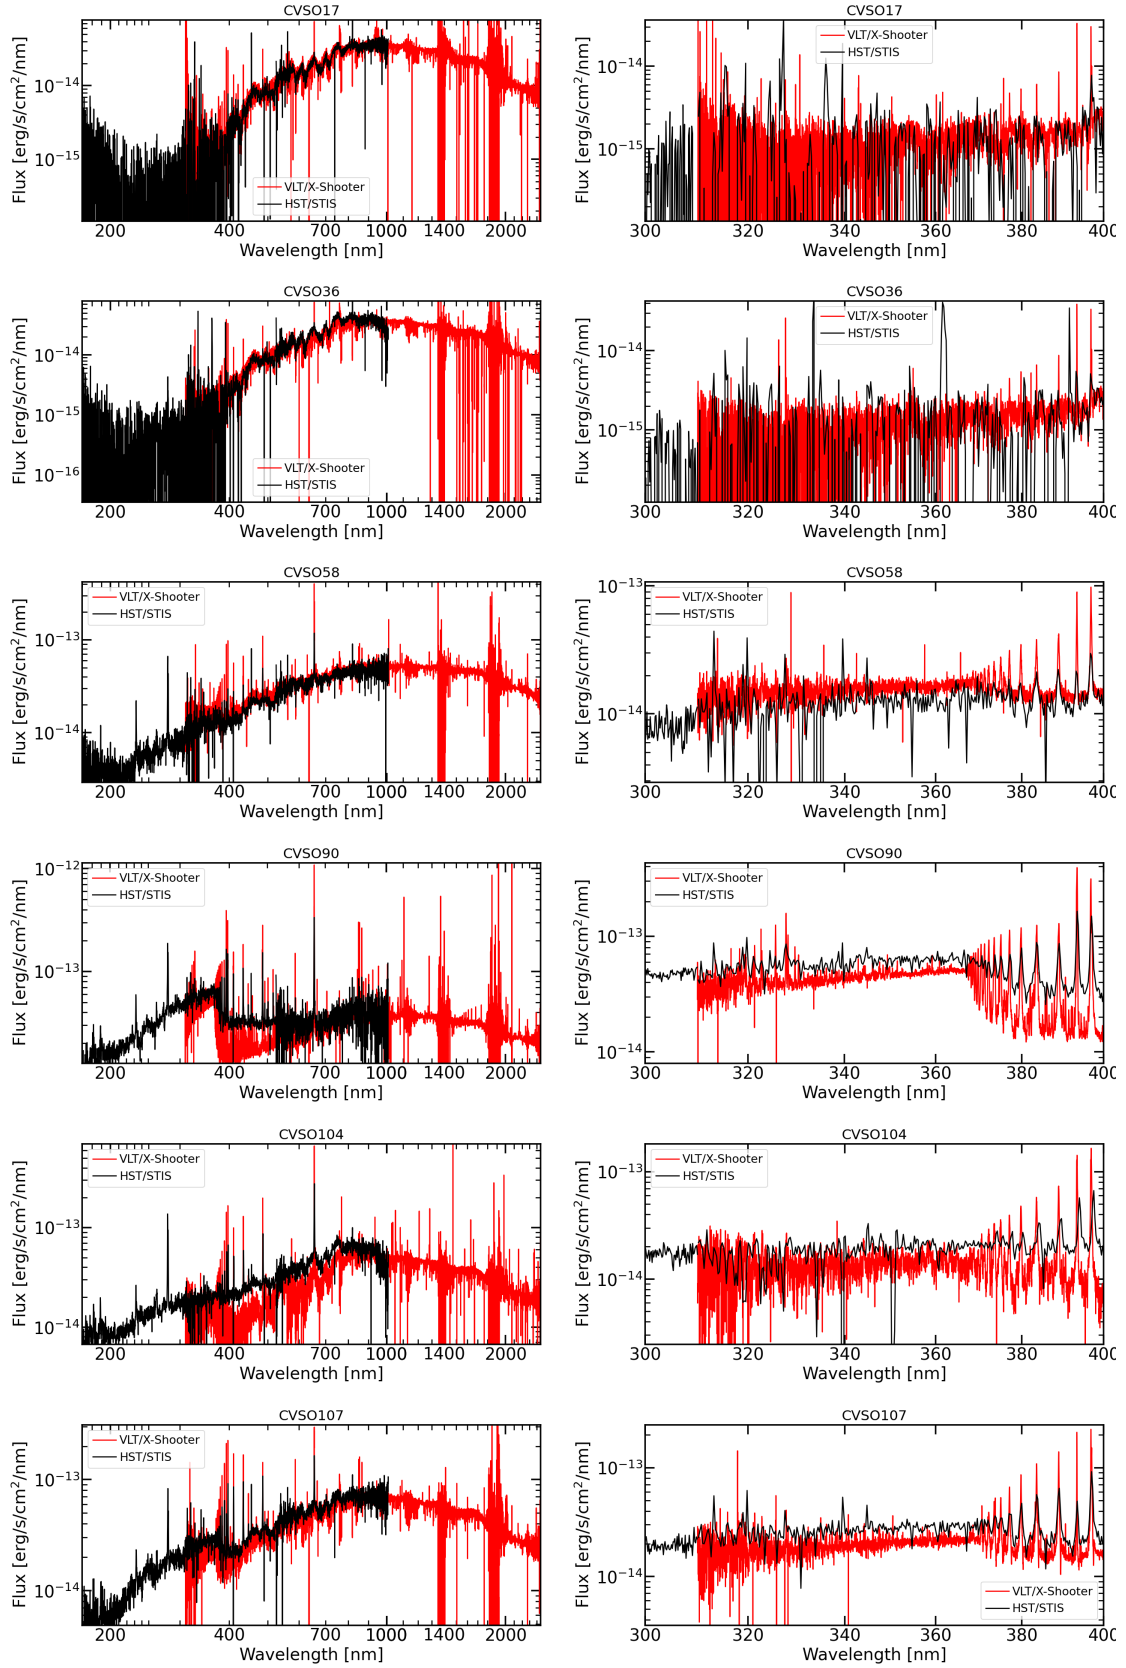 CVSO17
CVSO17
Flux [erg/s/cm²/nm]
10⁻¹⁴
10⁻¹⁵
VLT/X-Shooter
HST/STIS
200 400 700 1000 1400 2000
Wavelength [nm]
Flux [erg/s/cm²/nm]
10⁻¹⁴
10⁻¹⁵
VLT/X-Shooter
HST/STIS
300 320 340 360 380 400
Wavelength [nm]
CVSO36
CVSO36
Flux [erg/s/cm²/nm]
10⁻¹⁴
10⁻¹⁵
10⁻¹⁶
VLT/X-Shooter
HST/STIS
200 400 700 1000 1400 2000
Wavelength [nm]
Flux [erg/s/cm²/nm]
10⁻¹⁴
10⁻¹⁵
VLT/X-Shooter
HST/STIS
300 320 340 360 380 400
Wavelength [nm]
CVSO58
CVSO58
Flux [erg/s/cm²/nm]
10⁻¹³
10⁻¹⁴
VLT/X-Shooter
HST/STIS
200 400 700 1000 1400 2000
Wavelength [nm]
Flux [erg/s/cm²/nm]
10⁻¹³
10⁻¹⁴
VLT/X-Shooter
HST/STIS
300 320 340 360 380 400
Wavelength [nm]
CVSO90
CVSO90
Flux [erg/s/cm²/nm]
10⁻¹²
10⁻¹³
VLT/X-Shooter
HST/STIS
200 400 700 1000 1400 2000
Wavelength [nm]
Flux [erg/s/cm²/nm]
10⁻¹³
10⁻¹⁴
VLT/X-Shooter
HST/STIS
300 320 340 360 380 400
Wavelength [nm]
CVSO104
CVSO104
Flux [erg/s/cm²/nm]
10⁻¹³
10⁻¹⁴
VLT/X-Shooter
HST/STIS
200 400 700 1000 1400 2000
Wavelength [nm]
Flux [erg/s/cm²/nm]
10⁻¹³
10⁻¹⁴
VLT/X-Shooter
HST/STIS
300 320 340 360 380 400
Wavelength [nm]
CVSO107
CVSO107
Flux [erg/s/cm²/nm]
10⁻¹³
10⁻¹⁴
VLT/X-Shooter
HST/STIS
200 400 700 1000 1400 2000
Wavelength [nm]
Flux [erg/s/cm²/nm]
10⁻¹³
10⁻¹⁴
VLT/X-Shooter
HST/STIS
300 320 340 360 380 400
Wavelength [nm]